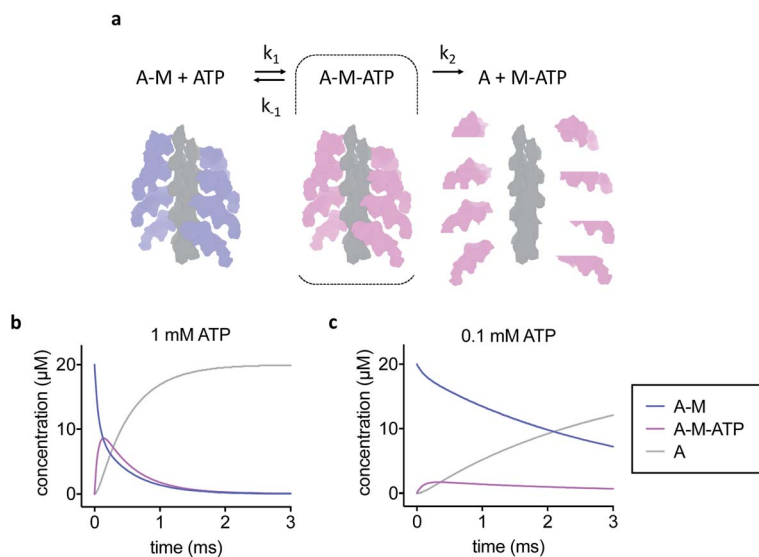 a
k₁
A-M + ATP
A-M-ATP
k₂
A + M-ATP
k₋₁
b
1 mM ATP
concentration (µM)
20
10
0
0 1 2 3
time (ms)
c
0.1 mM ATP
concentration (µM)
20
10
0
0 1 2 3
time (ms)
A-M
A-M-ATP
A